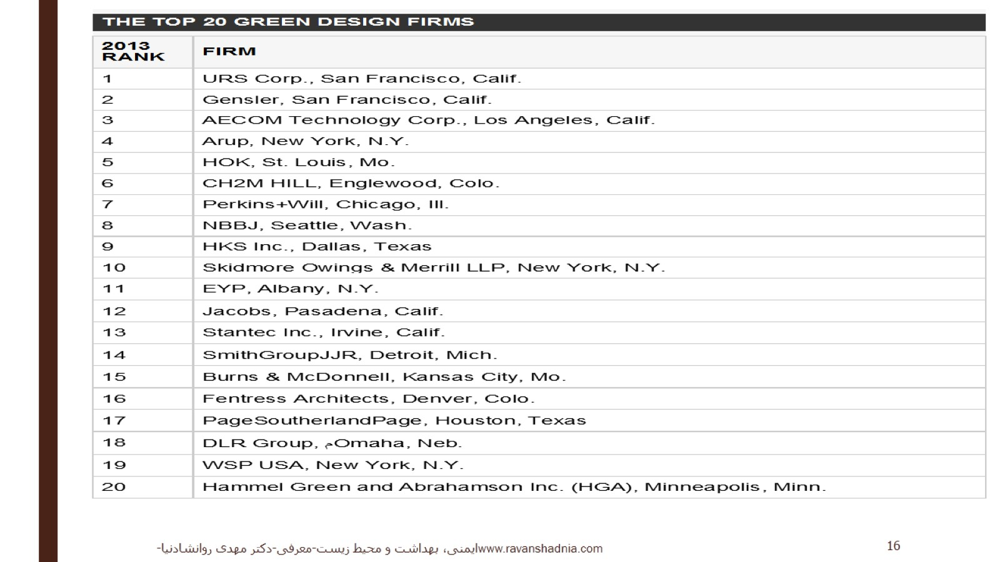 THE TOP 20 GREEN DESIGN FIRMS
2013 RANK FIRM
1 URS Corp., San Francisco, Calif.
2 Gensler, San Francisco, Calif.
3 AECOM Technology Corp., Los Angeles, Calif.
4 Arup, New York, N.Y.
5 HOK, St. Louis, Mo.
6 CH2M HILL, Englewood, Colo.
7 Perkins+Will, Chicago, Ill.
8 NBBJ, Seattle, Wash.
9 HKS Inc., Dallas, Texas
10 Skidmore Owings & Merrill LLP, New York, N.Y.
11 EYP, Albany, N.Y.
12 Jacobs, Pasadena, Calif.
13 Stantec Inc., Irvine, Calif.
14 SmithGroupJJR, Detroit, Mich.
15 Burns & McDonnell, Kansas City, Mo.
16 Fentress Architects, Denver, Colo.
17 PageSoutherlandPage, Houston, Texas
18 DLR Group, مOmaha, Neb.
19 WSP USA, New York, N.Y.
20 Hammel Green and Abrahamson Inc. (HGA), Minneapolis, Minn.
ایمنی، بهداشت و محیط زیست-معرفی-دکتر مهدی روانشادنیا-www.ravanshadnia.com
16